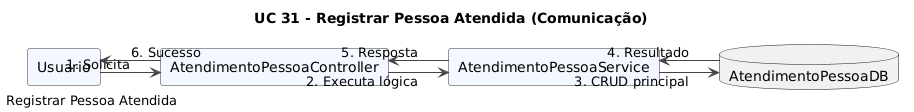 UC 31 - Registrar Pessoa Atendida (Comunicação)
6. Sucesso
5. Resposta
4. Resultado
Usuario
1. Solicita
AtendimentoPessoaController
AtendimentoPessoaService
AtendimentoPessoaDB
2. Executa lógica
3. CRUD principal
Registrar Pessoa Atendida